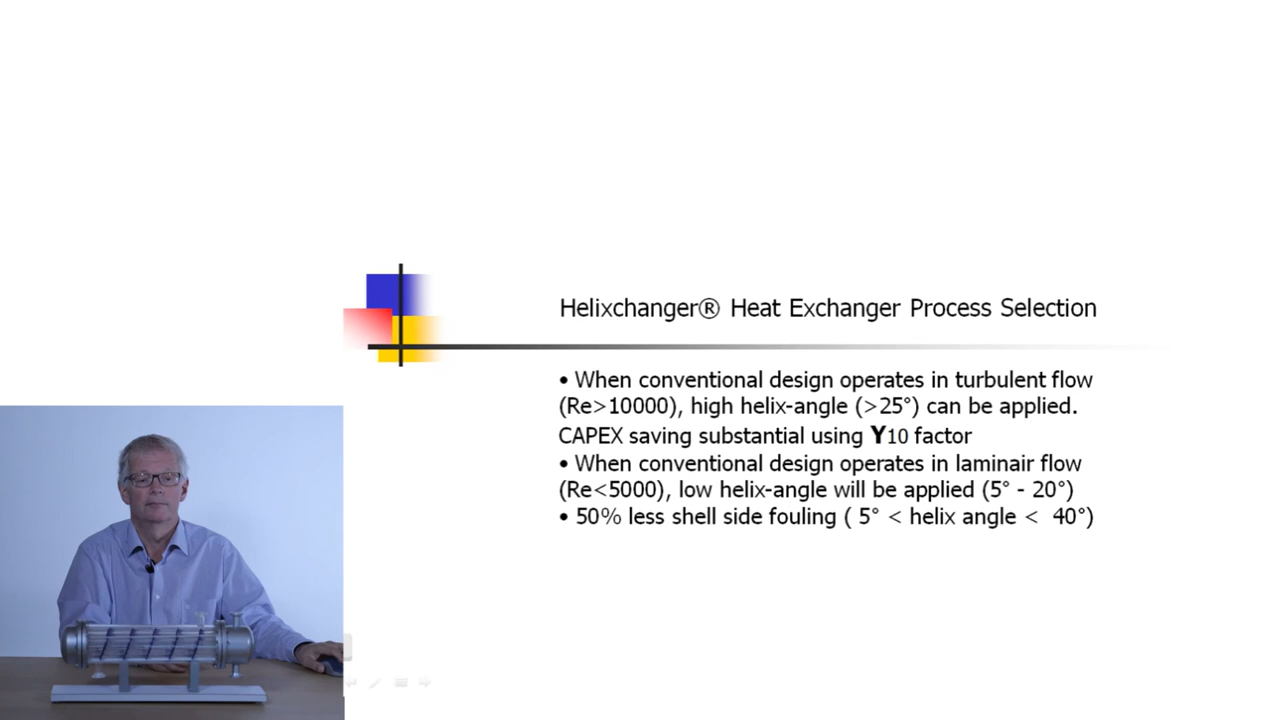 Helixchanger® Heat Exchanger Process Selection
• When conventional design operates in turbulent flow
(Re>10000), high helix-angle (>25°) can be applied.
CAPEX saving substantial using Y10 factor
• When conventional design operates in laminair flow
(Re<5000), low helix-angle will be applied (5° - 20°)
• 50% less shell side fouling ( 5° < helix angle < 40°)